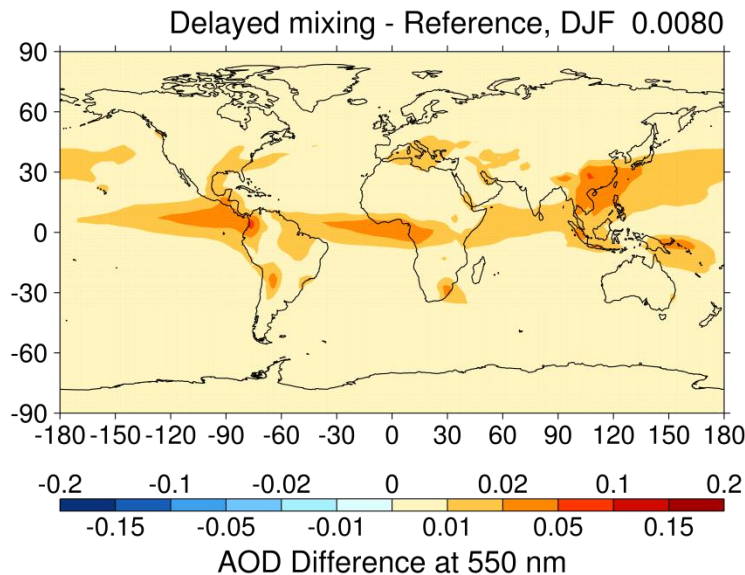 Delayed mixing - Reference, DJF 0.0080
90
60
30
0
-30
-60
-90
-180 -150 -120 -90 -60 -30 0 30 60 90 120 150 180
-0.2 -0.1 -0.02 0 0.02 0.1 0.2
-0.15 -0.05 -0.01 0.01 0.05 0.15
AOD Difference at 550 nm